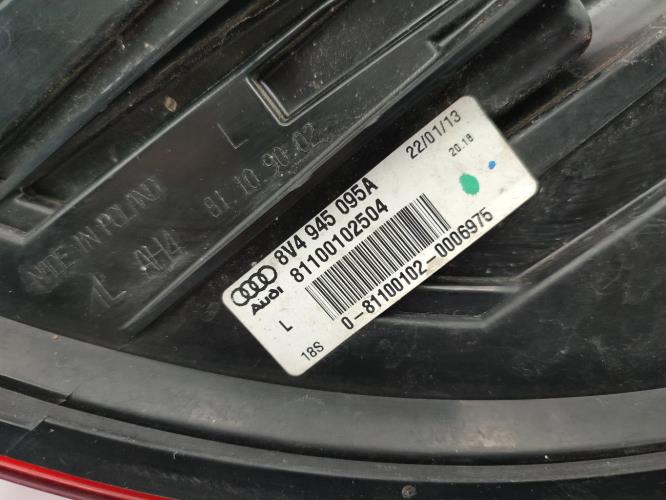 L
81.10 90.02
MADE IN POLAND
L AH4
22/01/13
20.18
8V4 945 095A
81100102504
Audi
L
0-81100102-0006975
18S